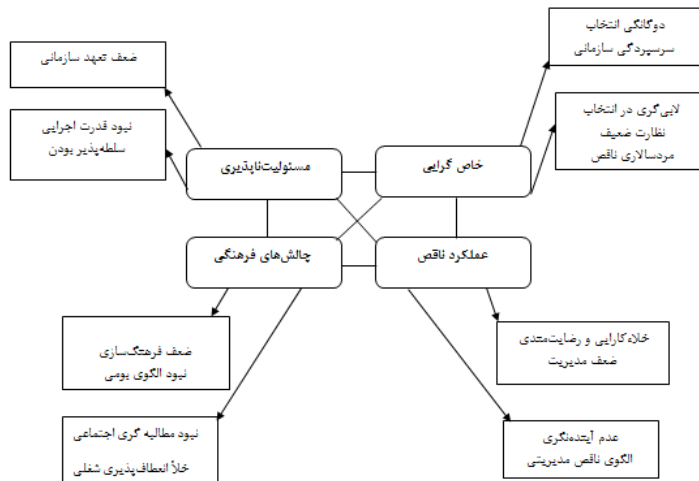 دوگانگی انتخاب
سرسپردگی سازمانی
ضعف تعهد سازمانی
لابی‌گری در انتخاب
نظارت ضعیف
مردسالاری ناقص
نبود قدرت اجرایی
سلطه‌پذیر بودن
خاص گرایی
مسئولیت‌ناپذیری
عملکرد ناقص
چالش‌های فرهنگی
خلاء‌کارایی و رضایت‌مندی
ضعف مدیریت
ضعف فرهنگ‌سازی
نبود الگوی بومی
عدم آینده‌نگری
الگوی ناقص مدیریتی
نبود مطالبه گری اجتماعی
خلأ انعطاف‌پذیری شغلی